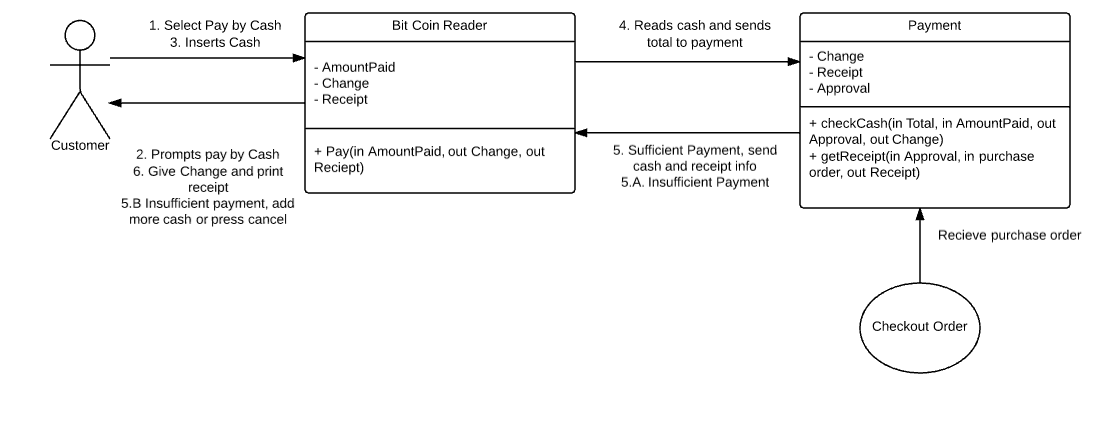 1. Select Pay by Cash
3. Inserts Cash
Customer
2. Prompts pay by Cash
6. Give Change and print
receipt
5.B Insufficient payment, add
more cash or press cancel
Bit Coin Reader
- AmountPaid
- Change
- Receipt
+ Pay(in AmountPaid, out Change, out
Reciept)
4. Reads cash and sends
total to payment
5. Sufficient Payment, send
cash and receipt info
5.A. Insufficient Payment
Payment
- Change
- Receipt
- Approval
+ checkCash(in Total, in AmountPaid, out
Approval, out Change)
+ getReceipt(in Approval, in purchase
order, out Receipt)
Recieve purchase order
Checkout Order